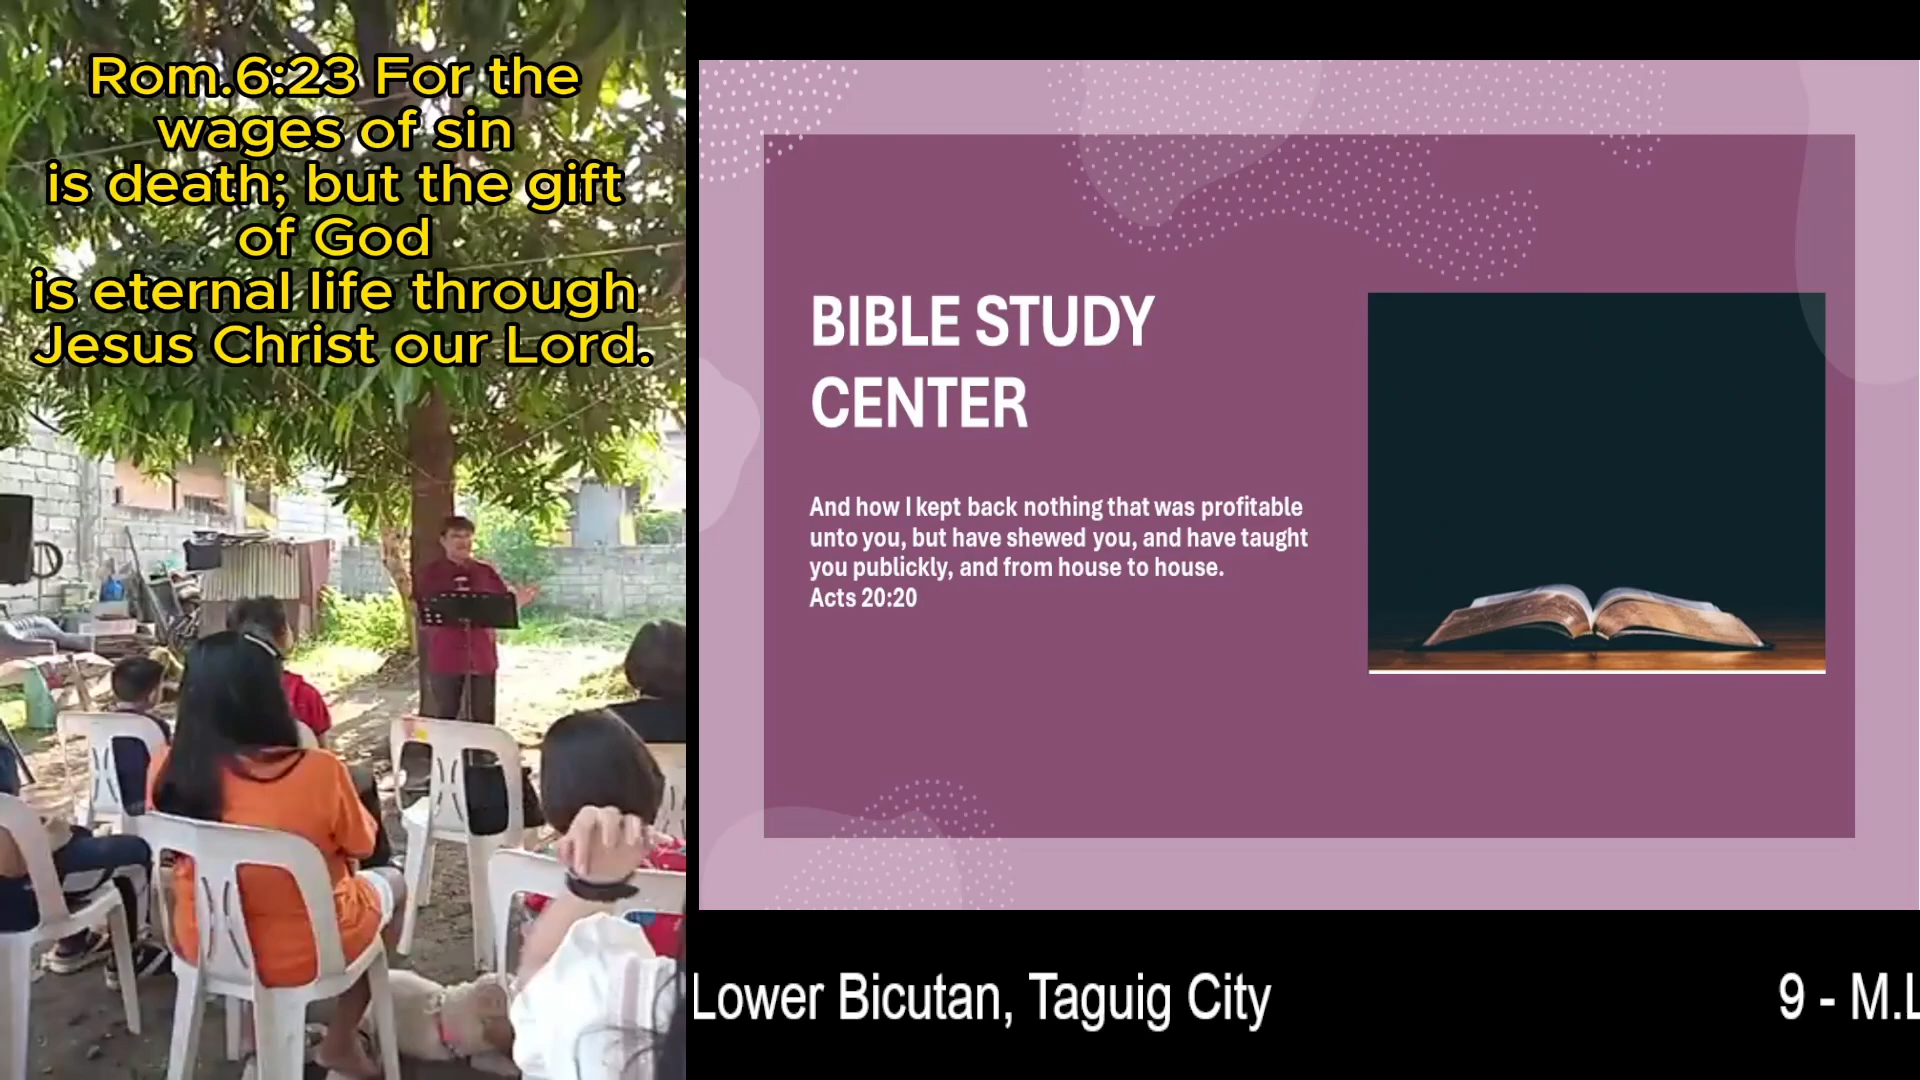 Rom.6:23 For the
wages of sin
is death; but the gift
of God
is eternal life through
Jesus Christ our Lord.
BIBLE STUDY
CENTER
And how I kept back nothing that was profitable
unto you, but have shewed you, and have taught
you publickly, and from house to house.
Acts 20:20
Lower Bicutan, Taguig City
9 - M.L